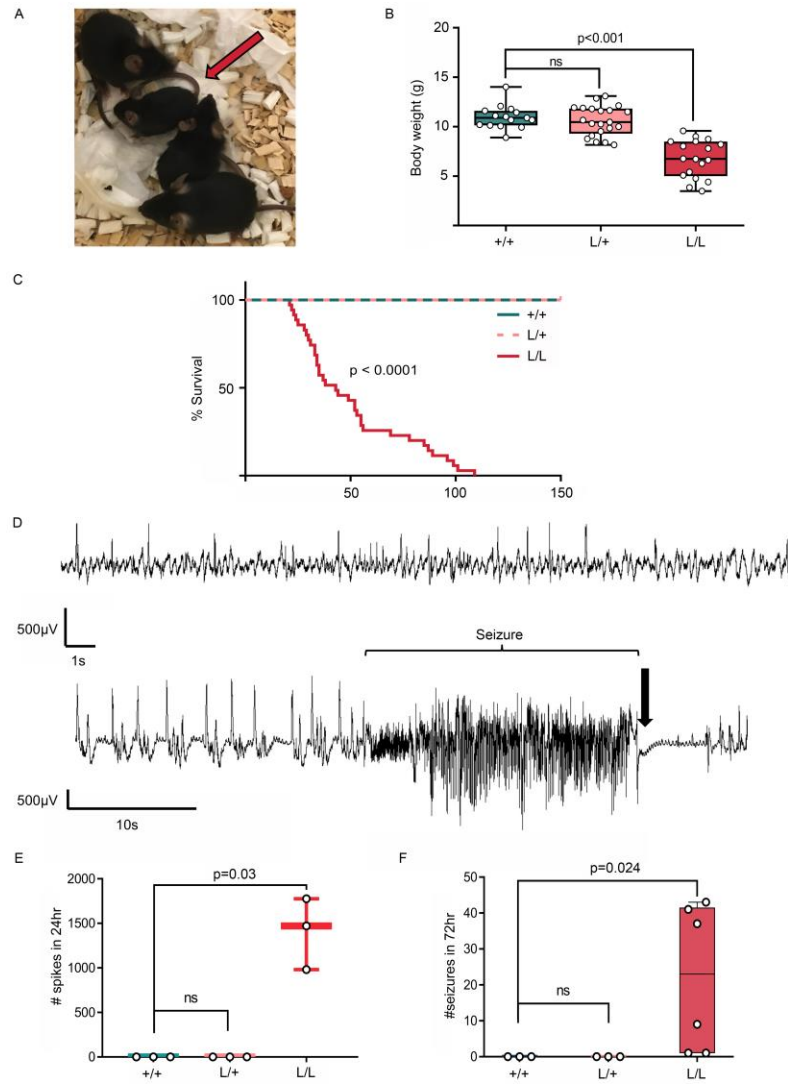 A
B
p<0.001
ns
Body weight (g)
20
15
10
5
+/+
L/+
L/L
C
% Survival
100
50
p < 0.0001
+/+
L/+
L/L
50
100
150
D
500µV
1s
Seizure
500µV
10s
E
# spikes in 24hr
2000
1500
1000
500
0
p=0.03
ns
+/+
L/+
L/L
F
#seizures in 72hr
50
40
30
20
10
0
p=0.024
ns
+/+
L/+
L/L